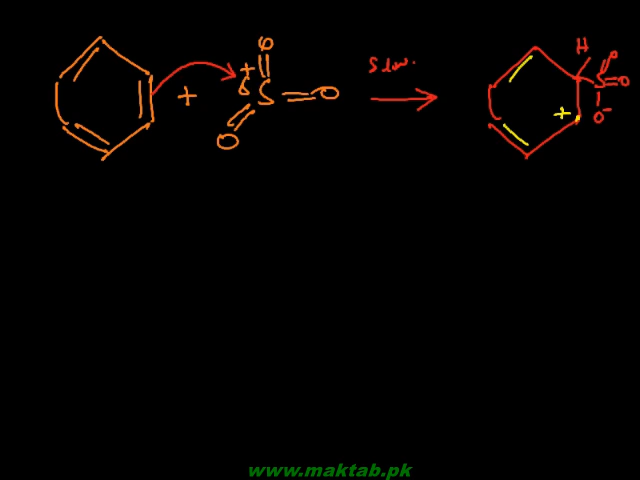 + δ+ S O O O slow. H S O O O- +
www.maktab.pk